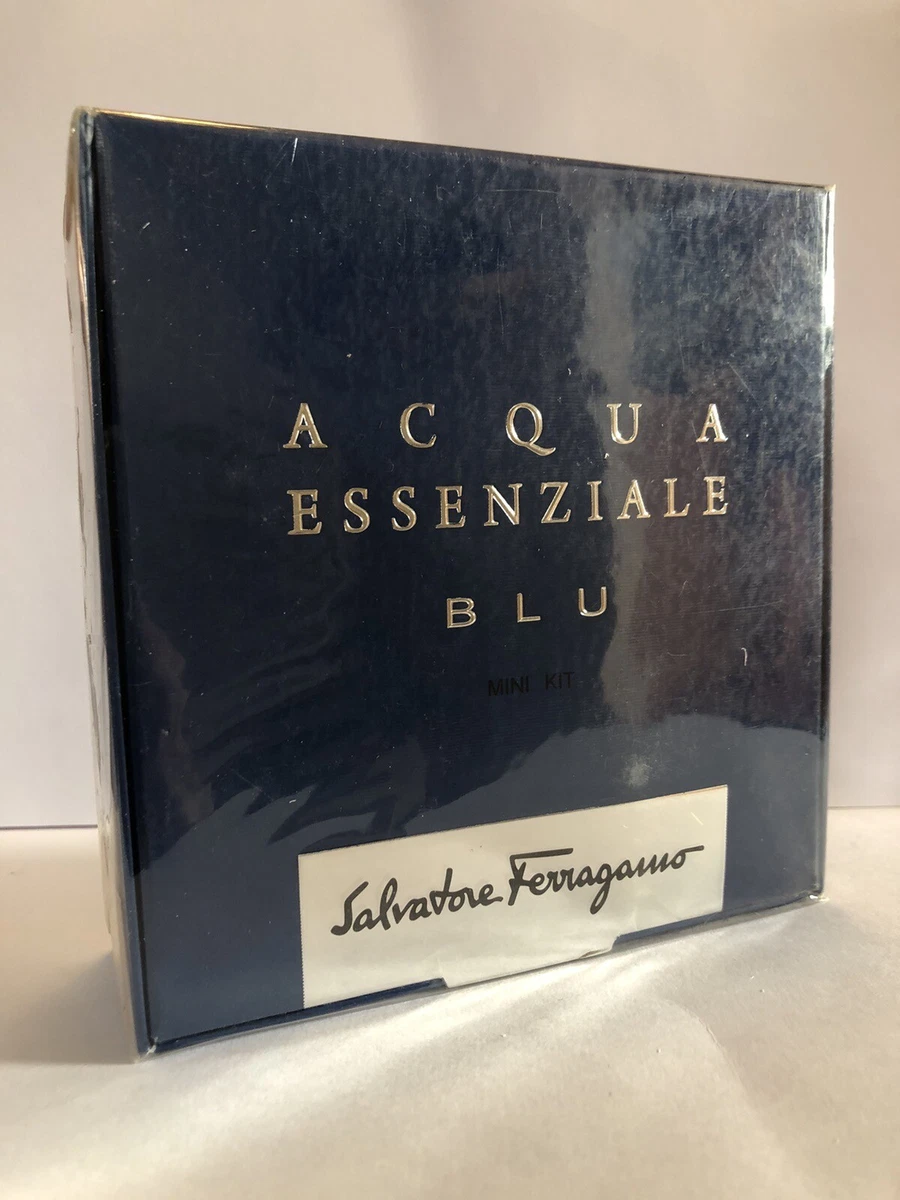 ACQUA
ESSENZIALE
BLU
MINI KIT
Salvatore Ferragamo